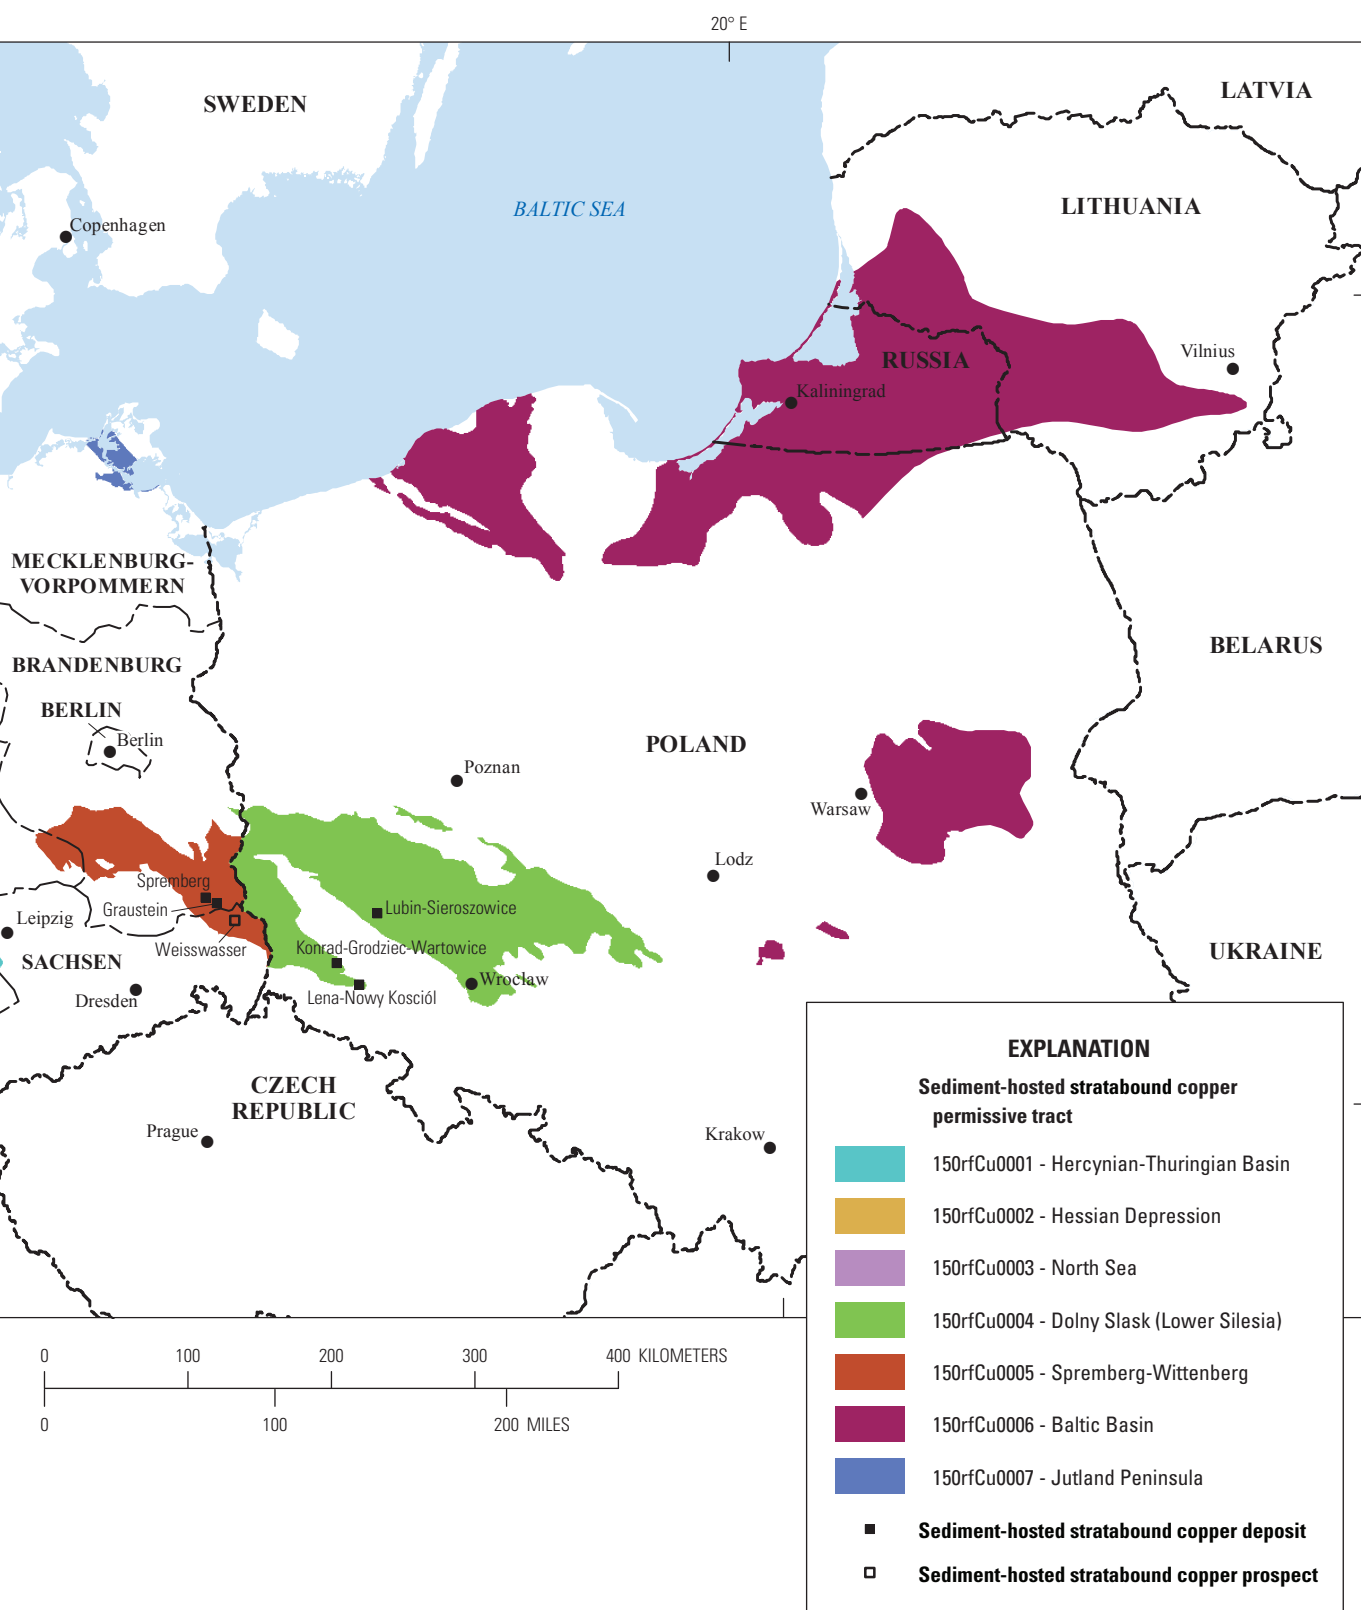 20° E
LATVIA
SWEDEN
LITHUANIA
BALTIC SEA
Copenhagen
Vilnius
RUSSIA
Kaliningrad
MECKLENBURG-
VORPOMMERN
BELARUS
BRANDENBURG
BERLIN
Berlin
POLAND
Poznan
Warsaw
Lodz
Spremberg
Graustein
Lubin-Sieroszowice
Leipzig
Weisswasser
Konrad-Grodziec-Wartowice
UKRAINE
SACHSEN
Wroclaw
Dresden
Lena-Nowy Kosciól
CZECH
REPUBLIC
Prague
Krakow
EXPLANATION
Sediment-hosted stratabound copper
permissive tract
150rfCu0001 - Hercynian-Thuringian Basin
150rfCu0002 - Hessian Depression
150rfCu0003 - North Sea
150rfCu0004 - Dolny Slask (Lower Silesia)
150rfCu0005 - Spremberg-Wittenberg
150rfCu0006 - Baltic Basin
150rfCu0007 - Jutland Peninsula
Sediment-hosted stratabound copper deposit
Sediment-hosted stratabound copper prospect
0 100 200 300 400 KILOMETERS
0 100 200 MILES